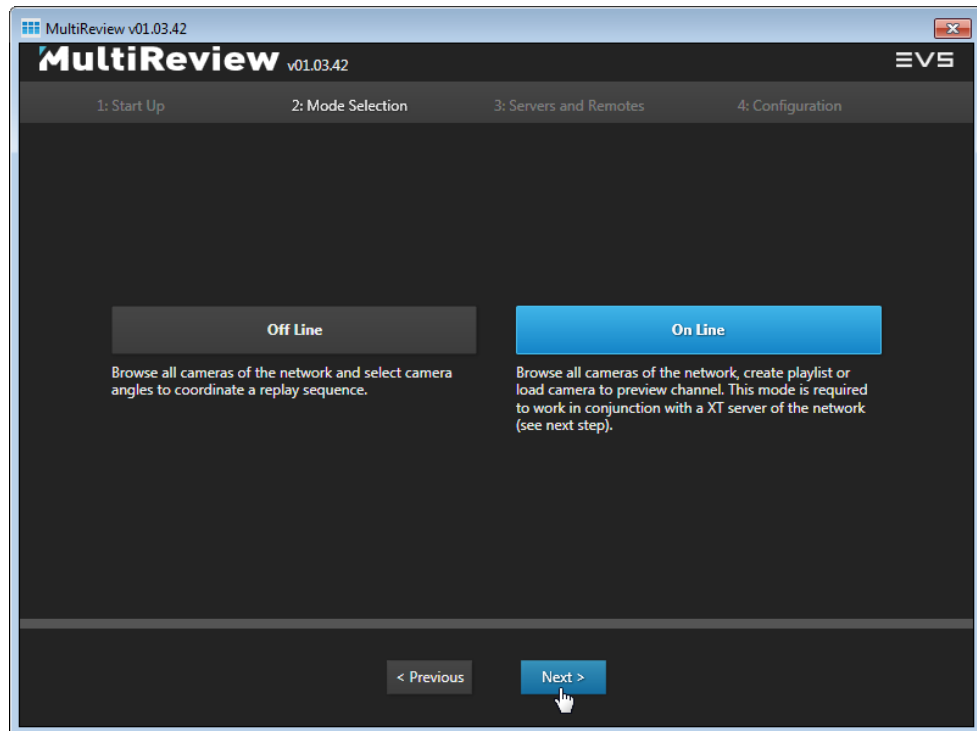 MultiReview v01.03.42
MultiReview v01.03.42
EVS
1: Start Up
2: Mode Selection
3: Servers and Remotes
4: Configuration
Off Line
Browse all cameras of the network and select camera
angles to coordinate a replay sequence.
On Line
Browse all cameras of the network, create playlist or
load camera to preview channel. This mode is required
to work in conjunction with a XT server of the network
(see next step).
< Previous
Next >